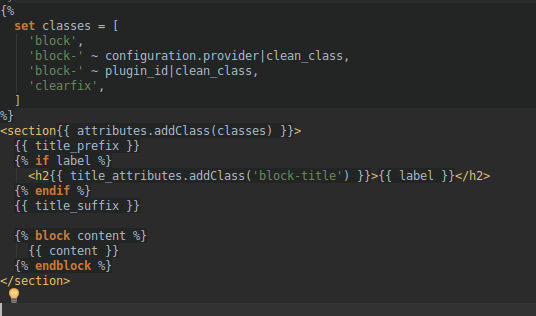 {%
  set classes = [
    'block',
    'block-' ~ configuration.provider|clean_class,
    'block-' ~ plugin_id|clean_class,
    'clearfix',
  ]
%}
<section{{ attributes.addClass(classes) }}>
  {{ title_prefix }}
  {% if label %}
    <h2{{ title_attributes.addClass('block-title') }}>{{ label }}</h2>
  {% endif %}
  {{ title_suffix }}

  {% block content %}
    {{ content }}
  {% endblock %}
</section>